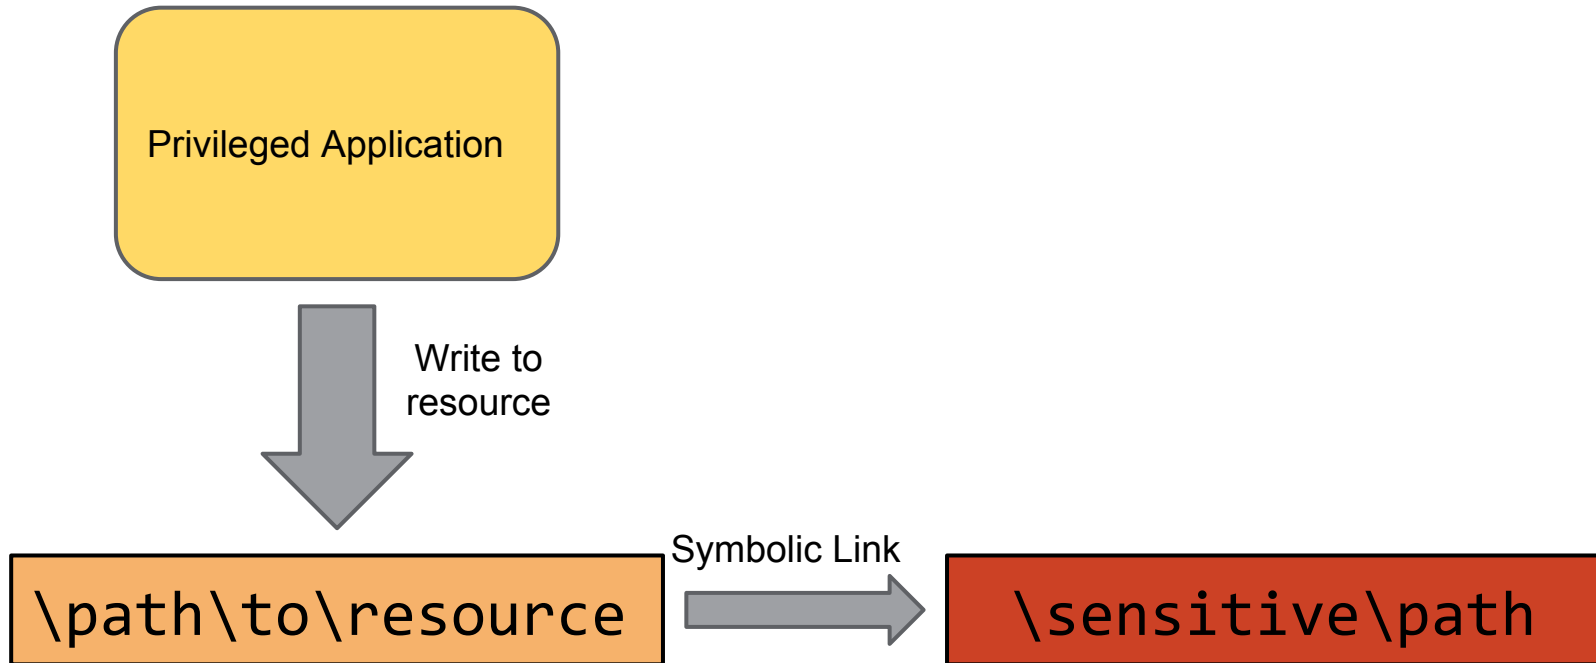 Privileged Application
Write to
resource
Symbolic Link
\path\to\resource
\sensitive\path